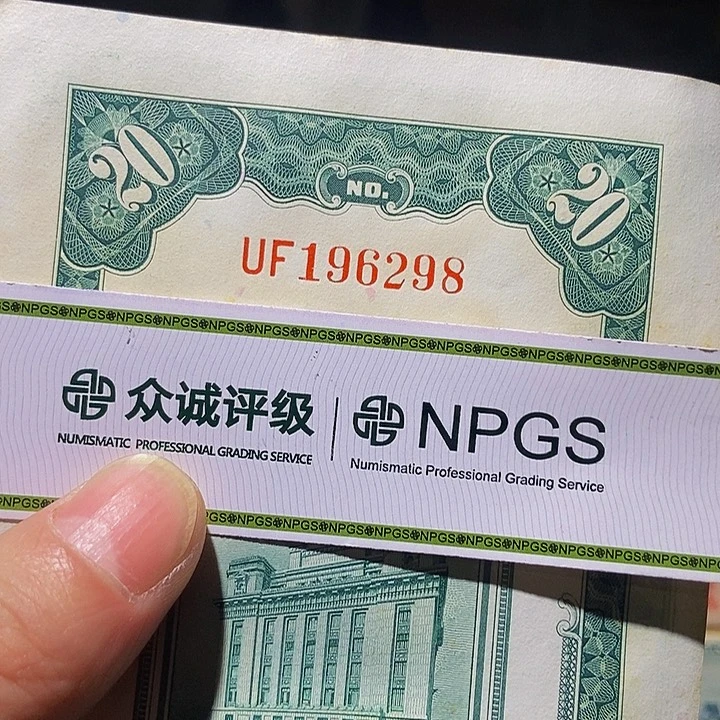 20
NO.
20
UF196298
NPGS NPGS NPGS NPGS NPGS NPGS NPGS NPGS NPGS NPGS NPGS NPGS NPGS NPGS
众诚评级
NUMISMATIC PROFESSIONAL GRADING SERVICE
NPGS
Numismatic Professional Grading Service
NPGS NPGS NPGS NPGS NPGS NPGS NPGS NPGS NPGS NPGS